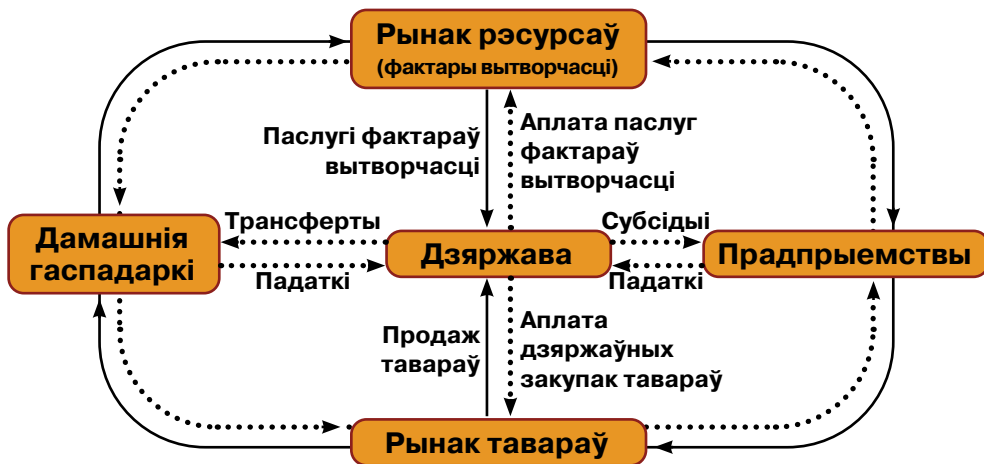 Рынак рэсурсаў
(фактары вытворчасці)
Паслугі фактараў
вытворчасці
Аплата паслуг
фактараў
вытворчасці
Трансферты
Субсідыі
Дамашнія
гаспадаркі
Дзяржава
Прадпрыемствы
Падаткі
Падаткі
Продаж
тавараў
Аплата
дзяржаўных
закупак тавараў
Рынак тавараў